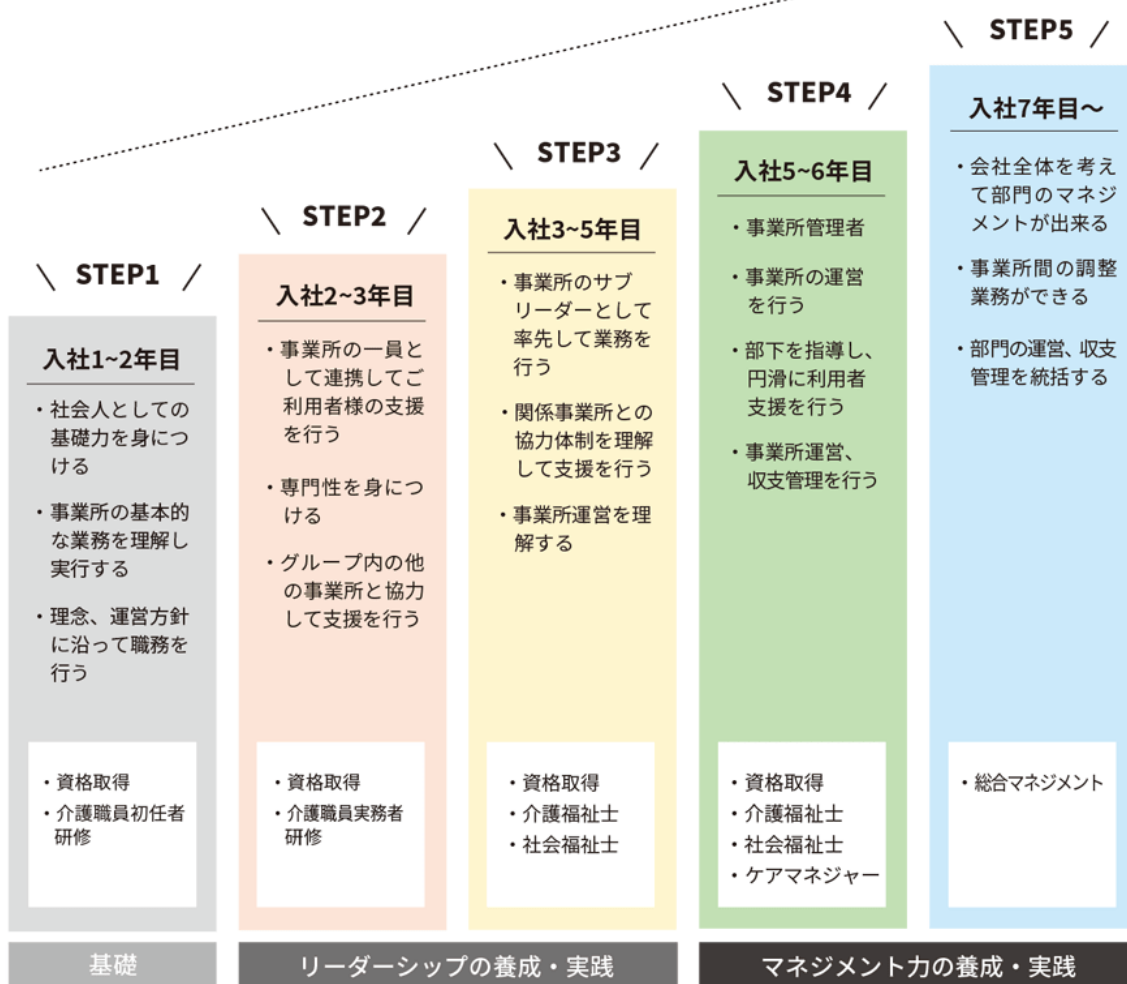 STEP1
入社1~2年目
・社会人としての
基礎力を身につ
ける
・事業所の基本的
な業務を理解し
実行する
・理念、運営方針
に沿って職務を
行う
・資格取得
・介護職員初任者
研修
STEP2
入社2~3年目
・事業所の一員と
して連携してご
利用者様の支援
を行う
・専門性を身につ
ける
・グループ内の他
の事業所と協力
して支援を行う
・資格取得
・介護職員実務者
研修
STEP3
入社3~5年目
・事業所のサブ
リーダーとして
率先して業務を
行う
・関係事業所との
協力体制を理解
して支援を行う
・事業所運営を理
解する
・資格取得
・介護福祉士
・社会福祉士
STEP4
入社5~6年目
・事業所管理者
・事業所の運営
を行う
・部下を指導し、
円滑に利用者
支援を行う
・事業所運営、
収支管理を行う
・資格取得
・介護福祉士
・社会福祉士
・ケアマネジャー
STEP5
入社7年目～
・会社全体を考え
て部門のマネジ
メントが出来る
・事業所間の調整
業務ができる
・部門の運営、収支
管理を統括する
・総合マネジメント
基礎
リーダーシップの養成・実践
マネジメント力の養成・実践